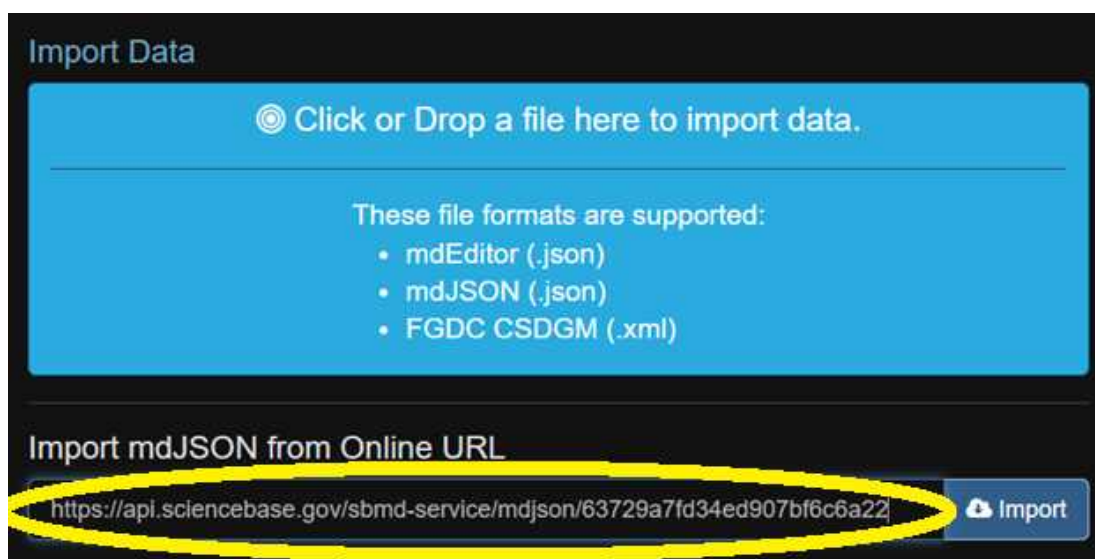 Import Data
Click or Drop a file here to import data.
These file formats are supported:
• mdEditor (.json)
• mdJSON (.json)
• FGDC CSDGM (.xml)
Import mdJSON from Online URL
https://api.sciencebase.gov/sbmd-service/mdjson/63729a7fd34ed907bf6c6a22 Import